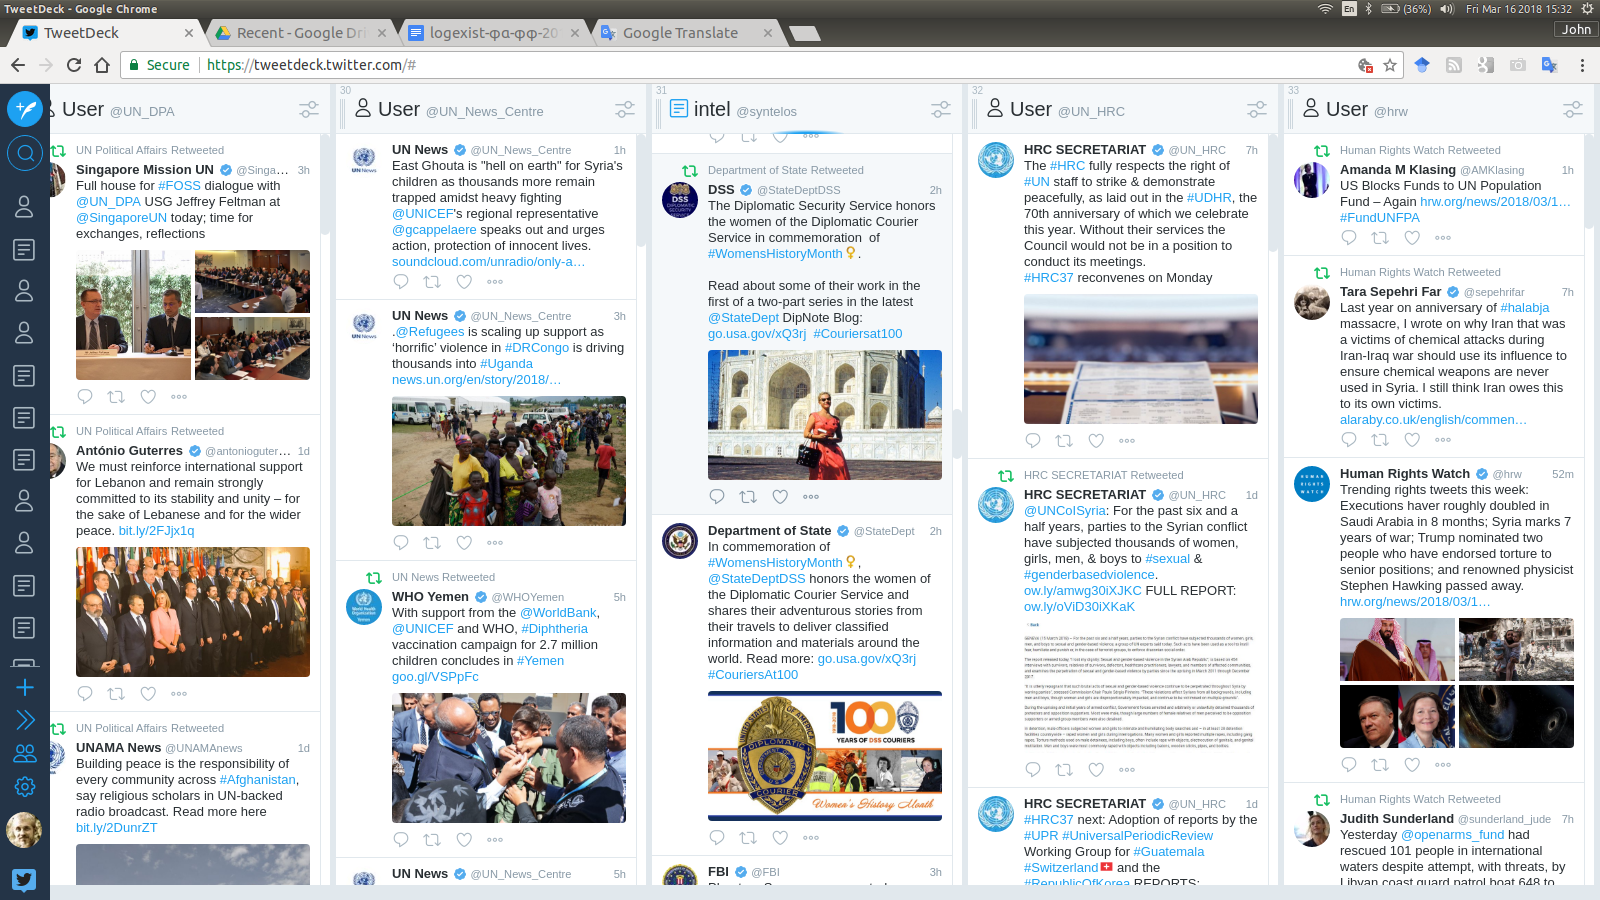 TweetDeck - Google Chrome
En
(36%)
Fri Mar 16 2018 15:32
TweetDeck
Recent - Google Dri
logexist-φα-φφ-20
Google Translate
John
Secure
https://tweetdeck.twitter.com/#
User @UN_DPA
UN Political Affairs Retweeted
Singapore Mission UN @Singa... 3h
Full house for #FOSS dialogue with
@UN_DPA USG Jeffrey Feltman at
@SingaporeUN today; time for
exchanges, reflections
UN Political Affairs Retweeted
António Guterres @antonioguter... 1d
We must reinforce international support
for Lebanon and remain strongly
committed to its stability and unity – for
the sake of Lebanese and for the wider
peace. bit.ly/2FJjx1q
UN Political Affairs Retweeted
UNAMA News @UNAMAnews 1d
Building peace is the responsibility of
every community across #Afghanistan,
say religious scholars in UN-backed
radio broadcast. Read more here
bit.ly/2DunrZT
30
User @UN_News_Centre
UN News @UN_News_Centre 1h
East Ghouta is "hell on earth" for Syria's
children as thousands more remain
trapped amidst heavy fighting
@UNICEF's regional representative
@gcappelaere speaks out and urges
action, protection of innocent lives.
soundcloud.com/unradio/only-a…
UN News @UN_News_Centre 3h
.@Refugees is scaling up support as
‘horrific’ violence in #DRCongo is driving
thousands into #Uganda
news.un.org/en/story/2018/…
UN News Retweeted
WHO Yemen @WHOYemen 5h
With support from the @WorldBank,
@UNICEF and WHO, #Diphtheria
vaccination campaign for 2.7 million
children concludes in #Yemen
goo.gl/VSPpFc
UN News @UN_News_Centre 5h
31
intel @syntelos
Department of State Retweeted
DSS @StateDeptDSS 2h
The Diplomatic Security Service honors
the women of the Diplomatic Courier
Service in commemoration of
#WomensHistoryMonth♀.
Read about some of their work in the
first of a two-part series in the latest
@StateDept DipNote Blog:
go.usa.gov/xQ3rj #Couriersat100
Department of State @StateDept 2h
In commemoration of
#WomensHistoryMonth♀,
@StateDeptDSS honors the women of
the Diplomatic Courier Service and
shares their adventurous stories from
their travels to deliver classified
information and materials around the
world. Read more: go.usa.gov/xQ3rj
#CouriersAt100
DIPLOMATIC
COURIER
100
YEARS OF DSS COURIERS
Women's History Month
FBI @FBI 3h
32
User @UN_HRC
HRC SECRETARIAT @UN_HRC 7h
The #HRC fully respects the right of
#UN staff to strike & demonstrate
peacefully, as laid out in the #UDHR, the
70th anniversary of which we celebrate
this year. Without their services the
Council would not be in a position to
conduct its meetings.
#HRC37 reconvenes on Monday
HRC SECRETARIAT Retweeted
HRC SECRETARIAT @UN_HRC 1d
@UNCoISyria: For the past six and a
half years, parties to the Syrian conflict
have subjected thousands of women,
girls, men, & boys to #sexual &
#genderbasedviolence.
ow.ly/amwg30iXJKC FULL REPORT:
ow.ly/oViD30iXKaK
HRC SECRETARIAT @UN_HRC 1d
#HRC37 next: Adoption of reports by the
#UPR #UniversalPeriodicReview
Working Group for #Guatemala
#Switzerland🇨🇭 and the
#RepublicOfKorea REPORTS:
33
User @hrw
Human Rights Watch Retweeted
Amanda M Klasing @AMKlasing 1h
US Blocks Funds to UN Population
Fund – Again hrw.org/news/2018/03/1…
#FundUNFPA
Human Rights Watch Retweeted
Tara Sepehri Far @sepehrifar 7h
Last year on anniversary of #halabja
massacre, I wrote on why Iran that was
a victims of chemical attacks during
Iran-Iraq war should use its influence to
ensure chemical weapons are never
used in Syria. I still think Iran owes this
to its own victims.
alaraby.co.uk/english/commen…
Human Rights Watch @hrw 52m
Trending rights tweets this week:
Executions haver roughly doubled in
Saudi Arabia in 8 months; Syria marks 7
years of war; Trump nominated two
people who have endorsed torture to
senior positions; and renowned physicist
Stephen Hawking passed away.
hrw.org/news/2018/03/1…
Human Rights Watch Retweeted
Judith Sunderland @sunderland_jude 7h
Yesterday @openarms_fund had
rescued 101 people in international
waters despite attempt, with threats, by
Libyan coast guard patrol boat 648 to